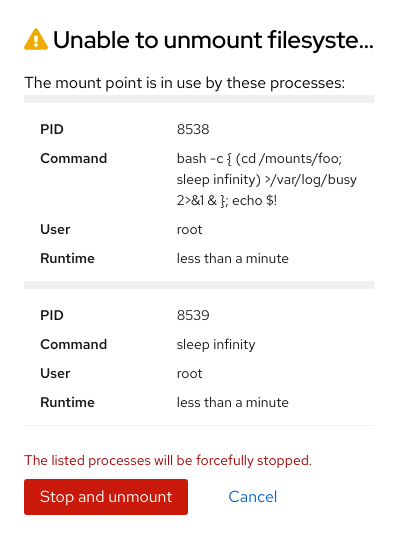 Unable to unmount filesyste...
The mount point is in use by these processes:
PID 8538
Command bash -c { (cd /mounts/foo;
sleep infinity) >/var/log/busy
2>&1 & }; echo $!
User root
Runtime less than a minute
PID 8539
Command sleep infinity
User root
Runtime less than a minute
The listed processes will be forcefully stopped.
Stop and unmount Cancel